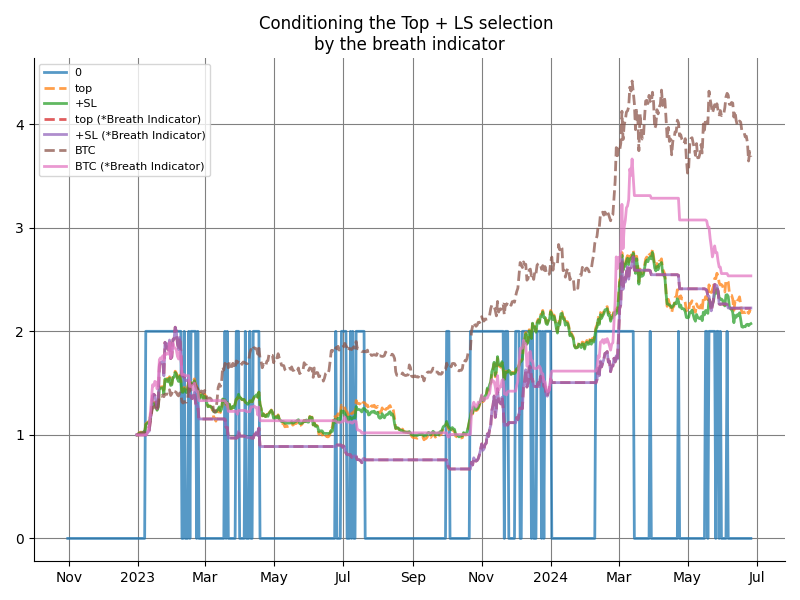 Conditioning the Top + LS selection
by the breath indicator
0
top
+SL
top (*Breath Indicator)
+SL (*Breath Indicator)
BTC
BTC (*Breath Indicator)
4
3
2
1
0
Nov 2023 Mar May Jul Sep Nov 2024 Mar May Jul